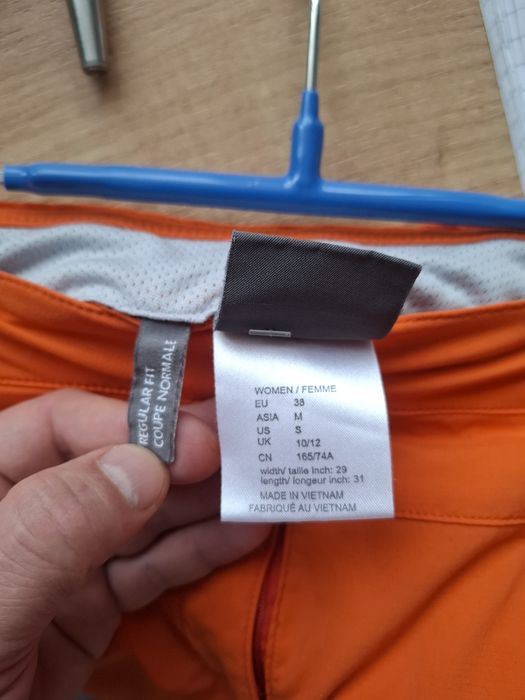 REGULAR FIT
COUPE NORMALE
WOMEN / FEMME
EU 38
ASIA M
US S
UK 10/12
CN 165/74A
width/ taille inch: 29
length/ longeur inch: 31
MADE IN VIETNAM
FABRIQUÉ AU VIETNAM